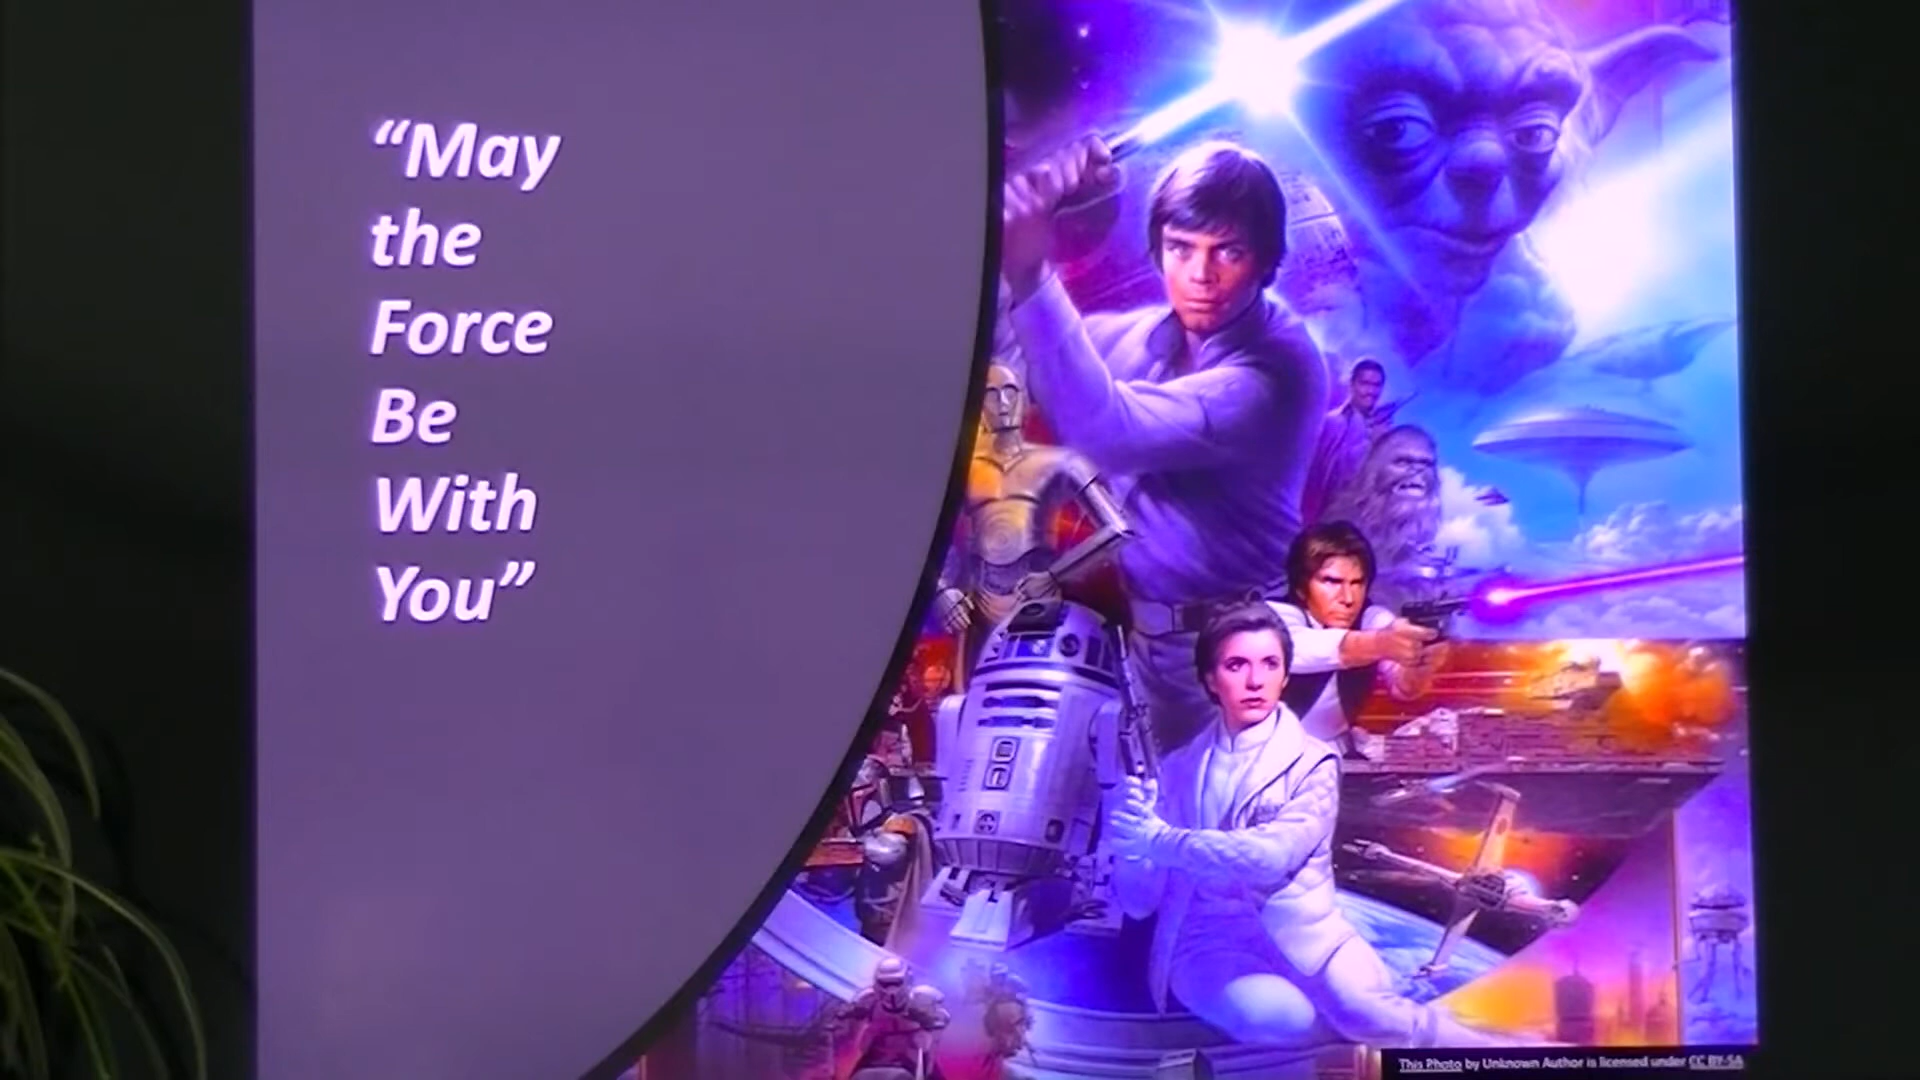 “May
the
Force
Be
With
You”
This Photo by Unknown Author is licensed under CC BY-SA